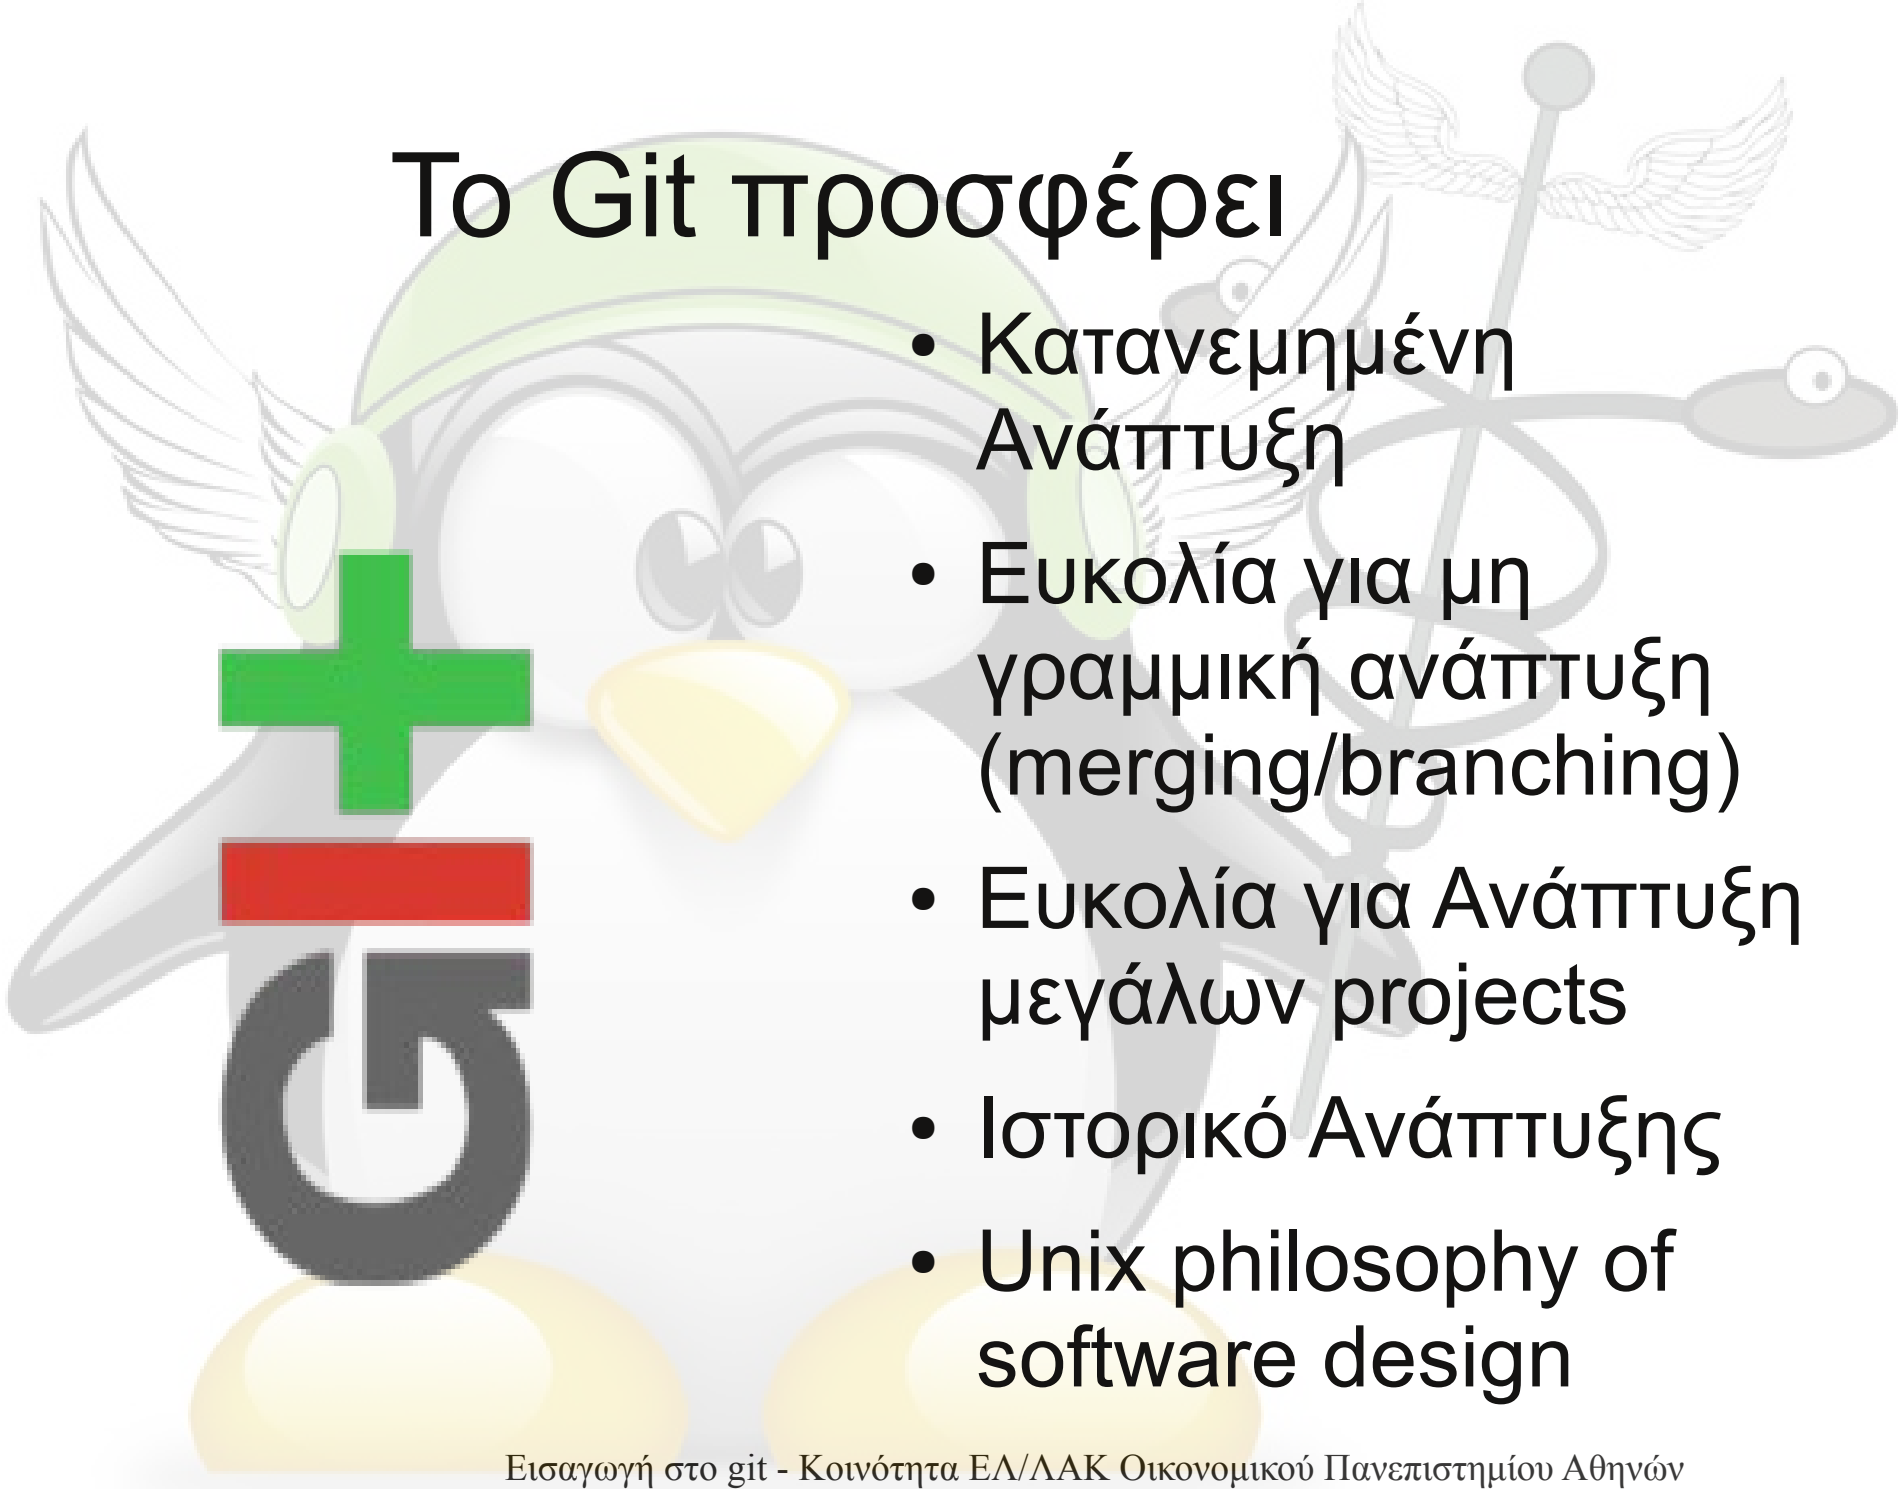 Το Git προσφέρει
● Κατανεμημένη
Ανάπτυξη
● Ευκολία για μη
γραμμική ανάπτυξη
(merging/branching)
● Ευκολία για Ανάπτυξη
μεγάλων projects
● Ιστορικό Ανάπτυξης
● Unix philosophy of
software design
GIt
Εισαγωγή στο git - Κοινότητα ΕΛ/ΛΑΚ Οικονομικού Πανεπιστημίου Αθηνών